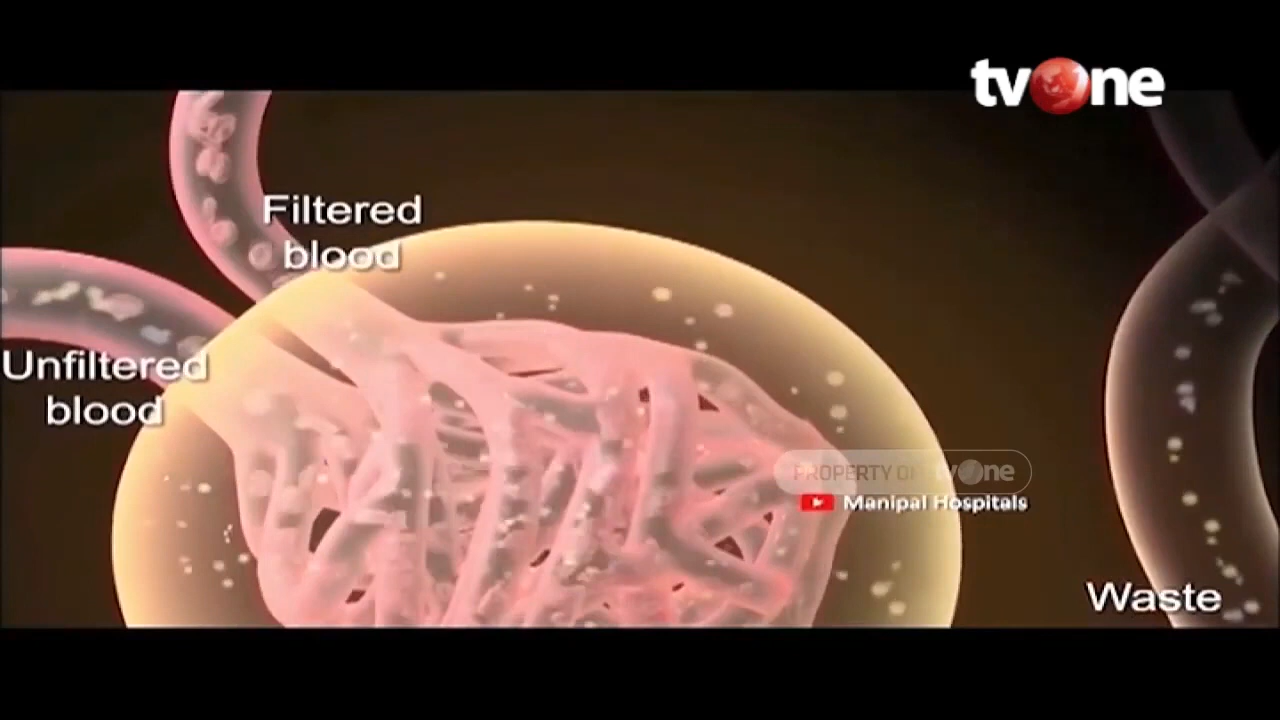 tvOne
Filtered
blood
Unfiltered
blood
PROPERTY OF tvOne
Manipal Hospitals
Waste